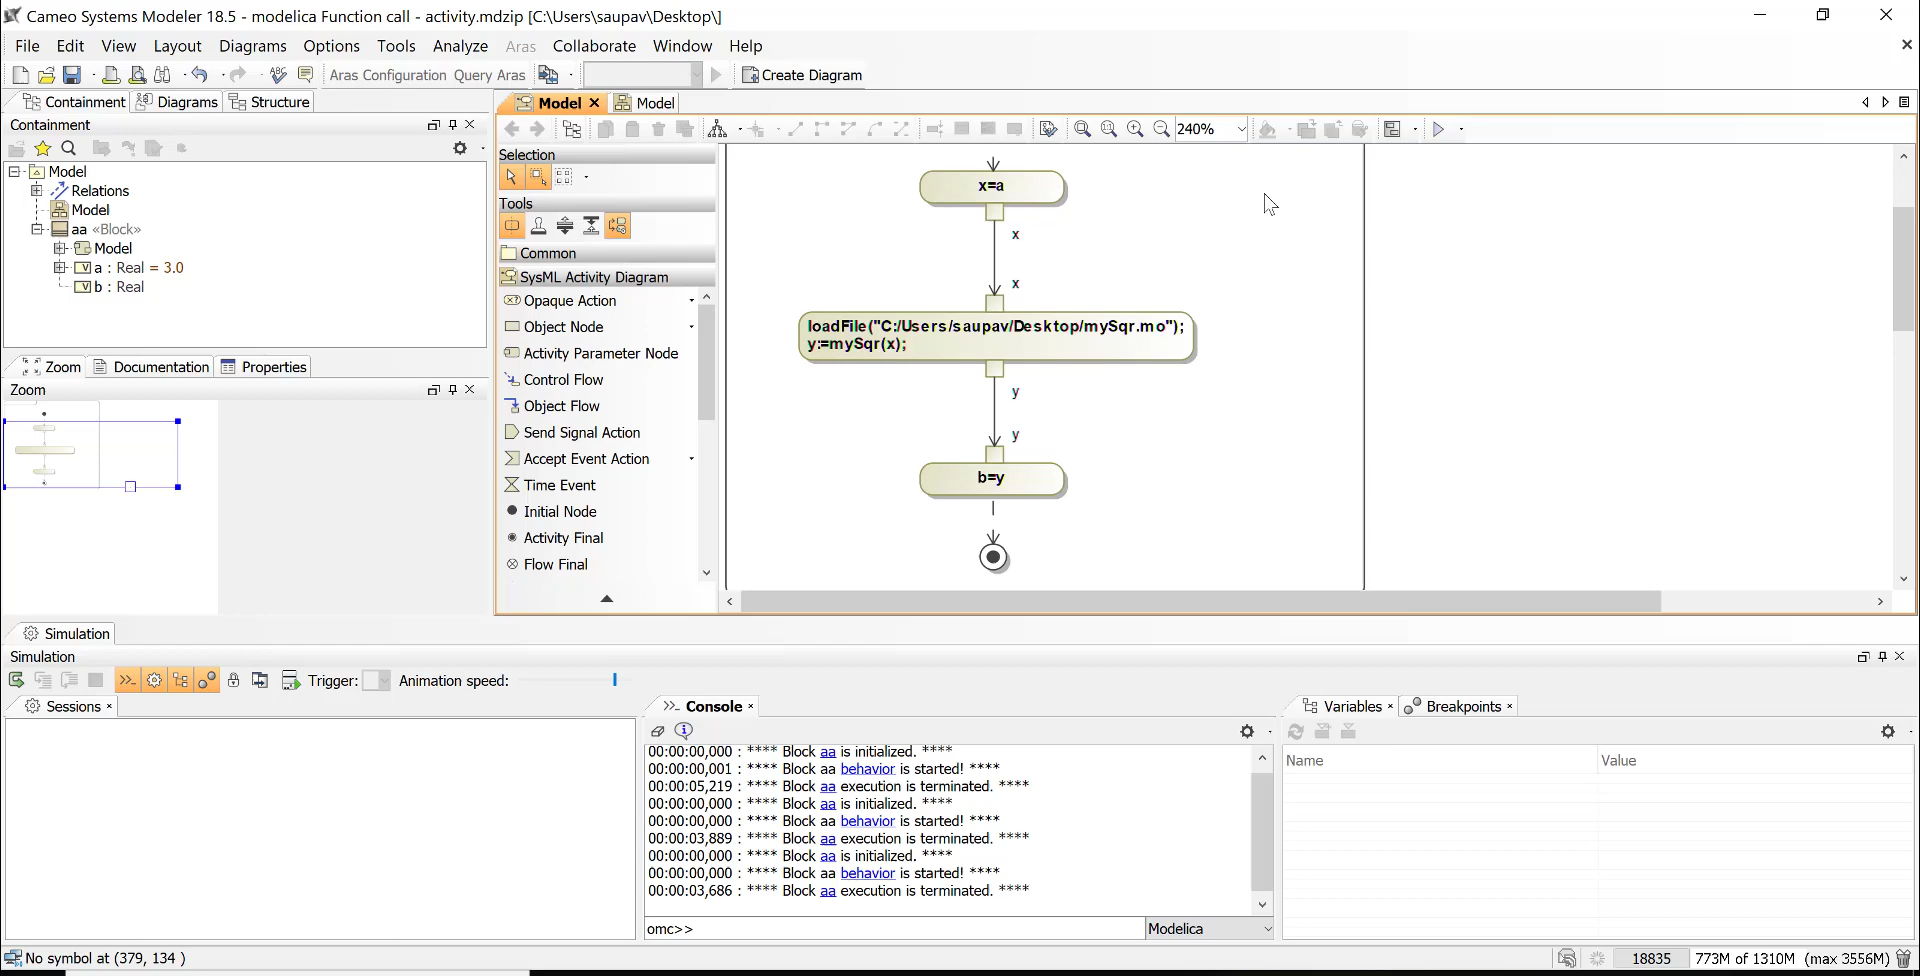 Cameo Systems Modeler 18.5 - modelica Function call - activity.mdzip [C:\Users\saupav\Desktop\]
File Edit View Layout Diagrams Options Tools Analyze Aras Collaborate Window Help
Aras Configuration Query Aras Create Diagram
Containment Diagrams Structure
Containment
Model
Relations
Model
aa «Block»
Model
a : Real = 3.0
b : Real
Zoom Documentation Properties
Zoom
Model Model
240%
Selection
Tools
Common
SysML Activity Diagram
Opaque Action
Object Node
Activity Parameter Node
Control Flow
Object Flow
Send Signal Action
Accept Event Action
Time Event
Initial Node
Activity Final
Flow Final
x=a
x
x
loadFile("C:/Users/saupav/Desktop/mySqr.mo");
y:=mySqr(x);
y
y
b=y
Simulation
Simulation
Trigger: Animation speed:
Sessions
Console
00:00:00,000 : **** Block aa is initialized. ****
00:00:00,001 : **** Block aa behavior is started! ****
00:00:05,219 : **** Block aa execution is terminated. ****
00:00:00,000 : **** Block aa is initialized. ****
00:00:00,000 : **** Block aa behavior is started! ****
00:00:03,889 : **** Block aa execution is terminated. ****
00:00:00,000 : **** Block aa is initialized. ****
00:00:00,000 : **** Block aa behavior is started! ****
00:00:03,686 : **** Block aa execution is terminated. ****
omc>> Modelica
Variables Breakpoints
Name Value
No symbol at (379, 134 ) 18835 773M of 1310M (max 3556M)